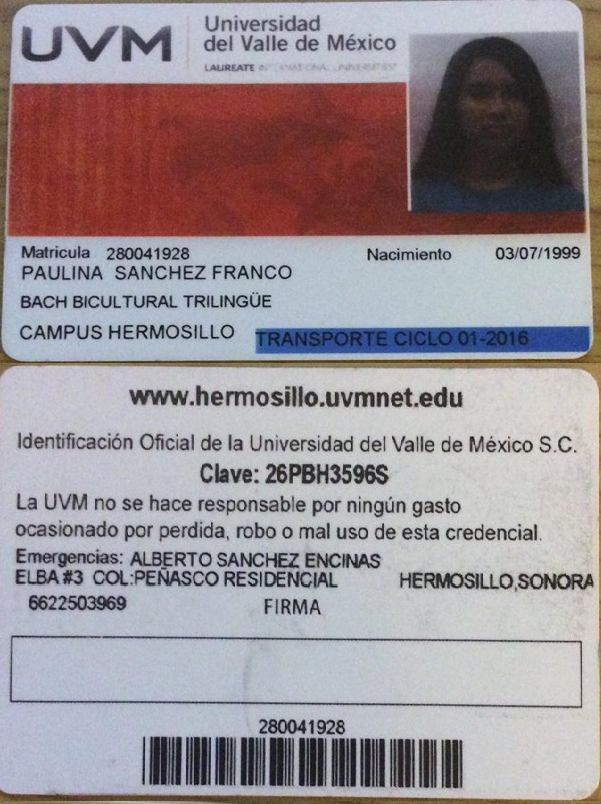 UVM
Universidad
del Valle de México
LAUREATE INTERNATIONAL UNIVERSITIES
Matricula 280041928 Nacimiento 03/07/1999
PAULINA SANCHEZ FRANCO
BACH BICULTURAL TRILINGÜE
CAMPUS HERMOSILLO TRANSPORTE CICLO 01-2016
www.hermosillo.uvmnet.edu
Identificación Oficial de la Universidad del Valle de México S.C.
Clave: 26PBH3596S
La UVM no se hace responsable por ningún gasto
ocasionado por perdida, robo o mal uso de esta credencial.
Emergencias: ALBERTO SANCHEZ ENCINAS
ELBA #3 COL:PEÑASCO RESIDENCIAL HERMOSILLO,SONORA
6622503969 FIRMA
280041928